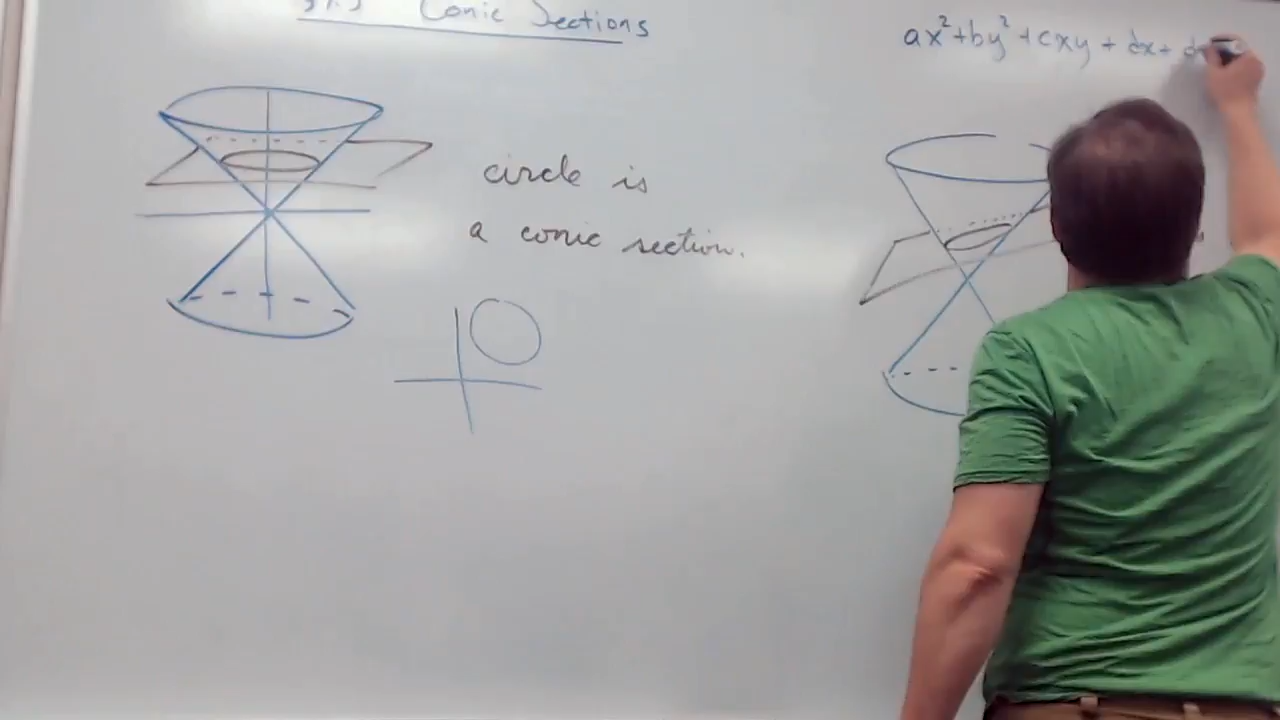 Conic Sections
ax²+by²+cxy+dx+
circle is
a conic section.